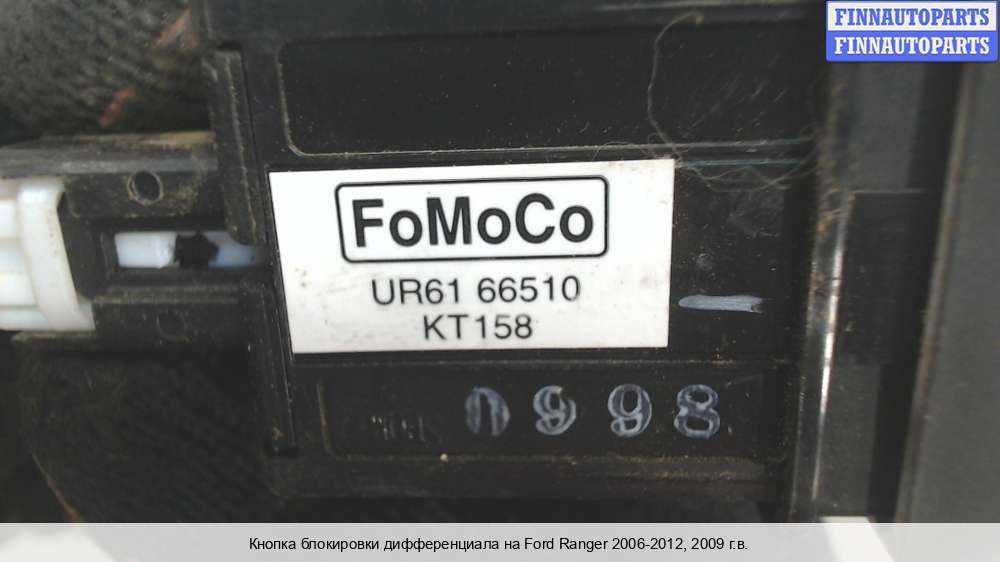 FINNAUTOPARTS
FINNAUTOPARTS
FoMoCo
UR61 66510
KT158
0998
Кнопка блокировки дифференциала на Ford Ranger 2006-2012, 2009 г.в.